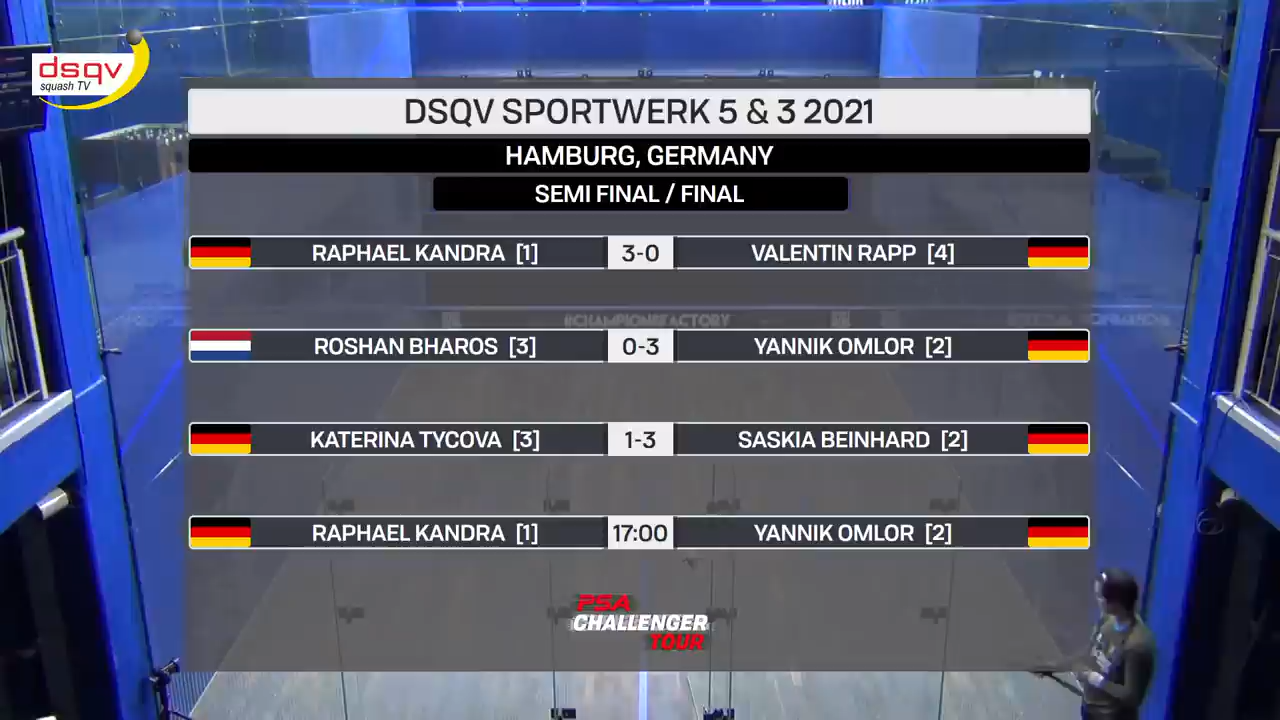 dsqv
squash TV
DSQV SPORTWERK 5 & 3 2021
HAMBURG, GERMANY
SEMI FINAL / FINAL
RAPHAEL KANDRA [1] 3-0 VALENTIN RAPP [4]
#CHAMPIONSFACTORY
ROSHAN BHAROS [3] 0-3 YANNIK OMLOR [2]
KATERINA TYCOVA [3] 1-3 SASKIA BEINHARD [2]
RAPHAEL KANDRA [1] 17:00 YANNIK OMLOR [2]
PSA
CHALLENGER
TOUR